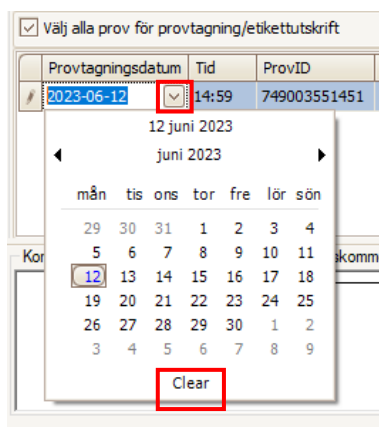 Välj alla prov för provtagning/etikettutskrift
Provtagningsdatum Tid ProvID
2023-06-12 14:59 749003551451
12 juni 2023
juni 2023
mån tis ons tor fre lör sön
29 30 31 1 2 3 4
5 6 7 8 9 10 11
12 13 14 15 16 17 18
19 20 21 22 23 24 25
26 27 28 29 30 1 2
3 4 5 6 7 8 9
Clear
Kor
skomm